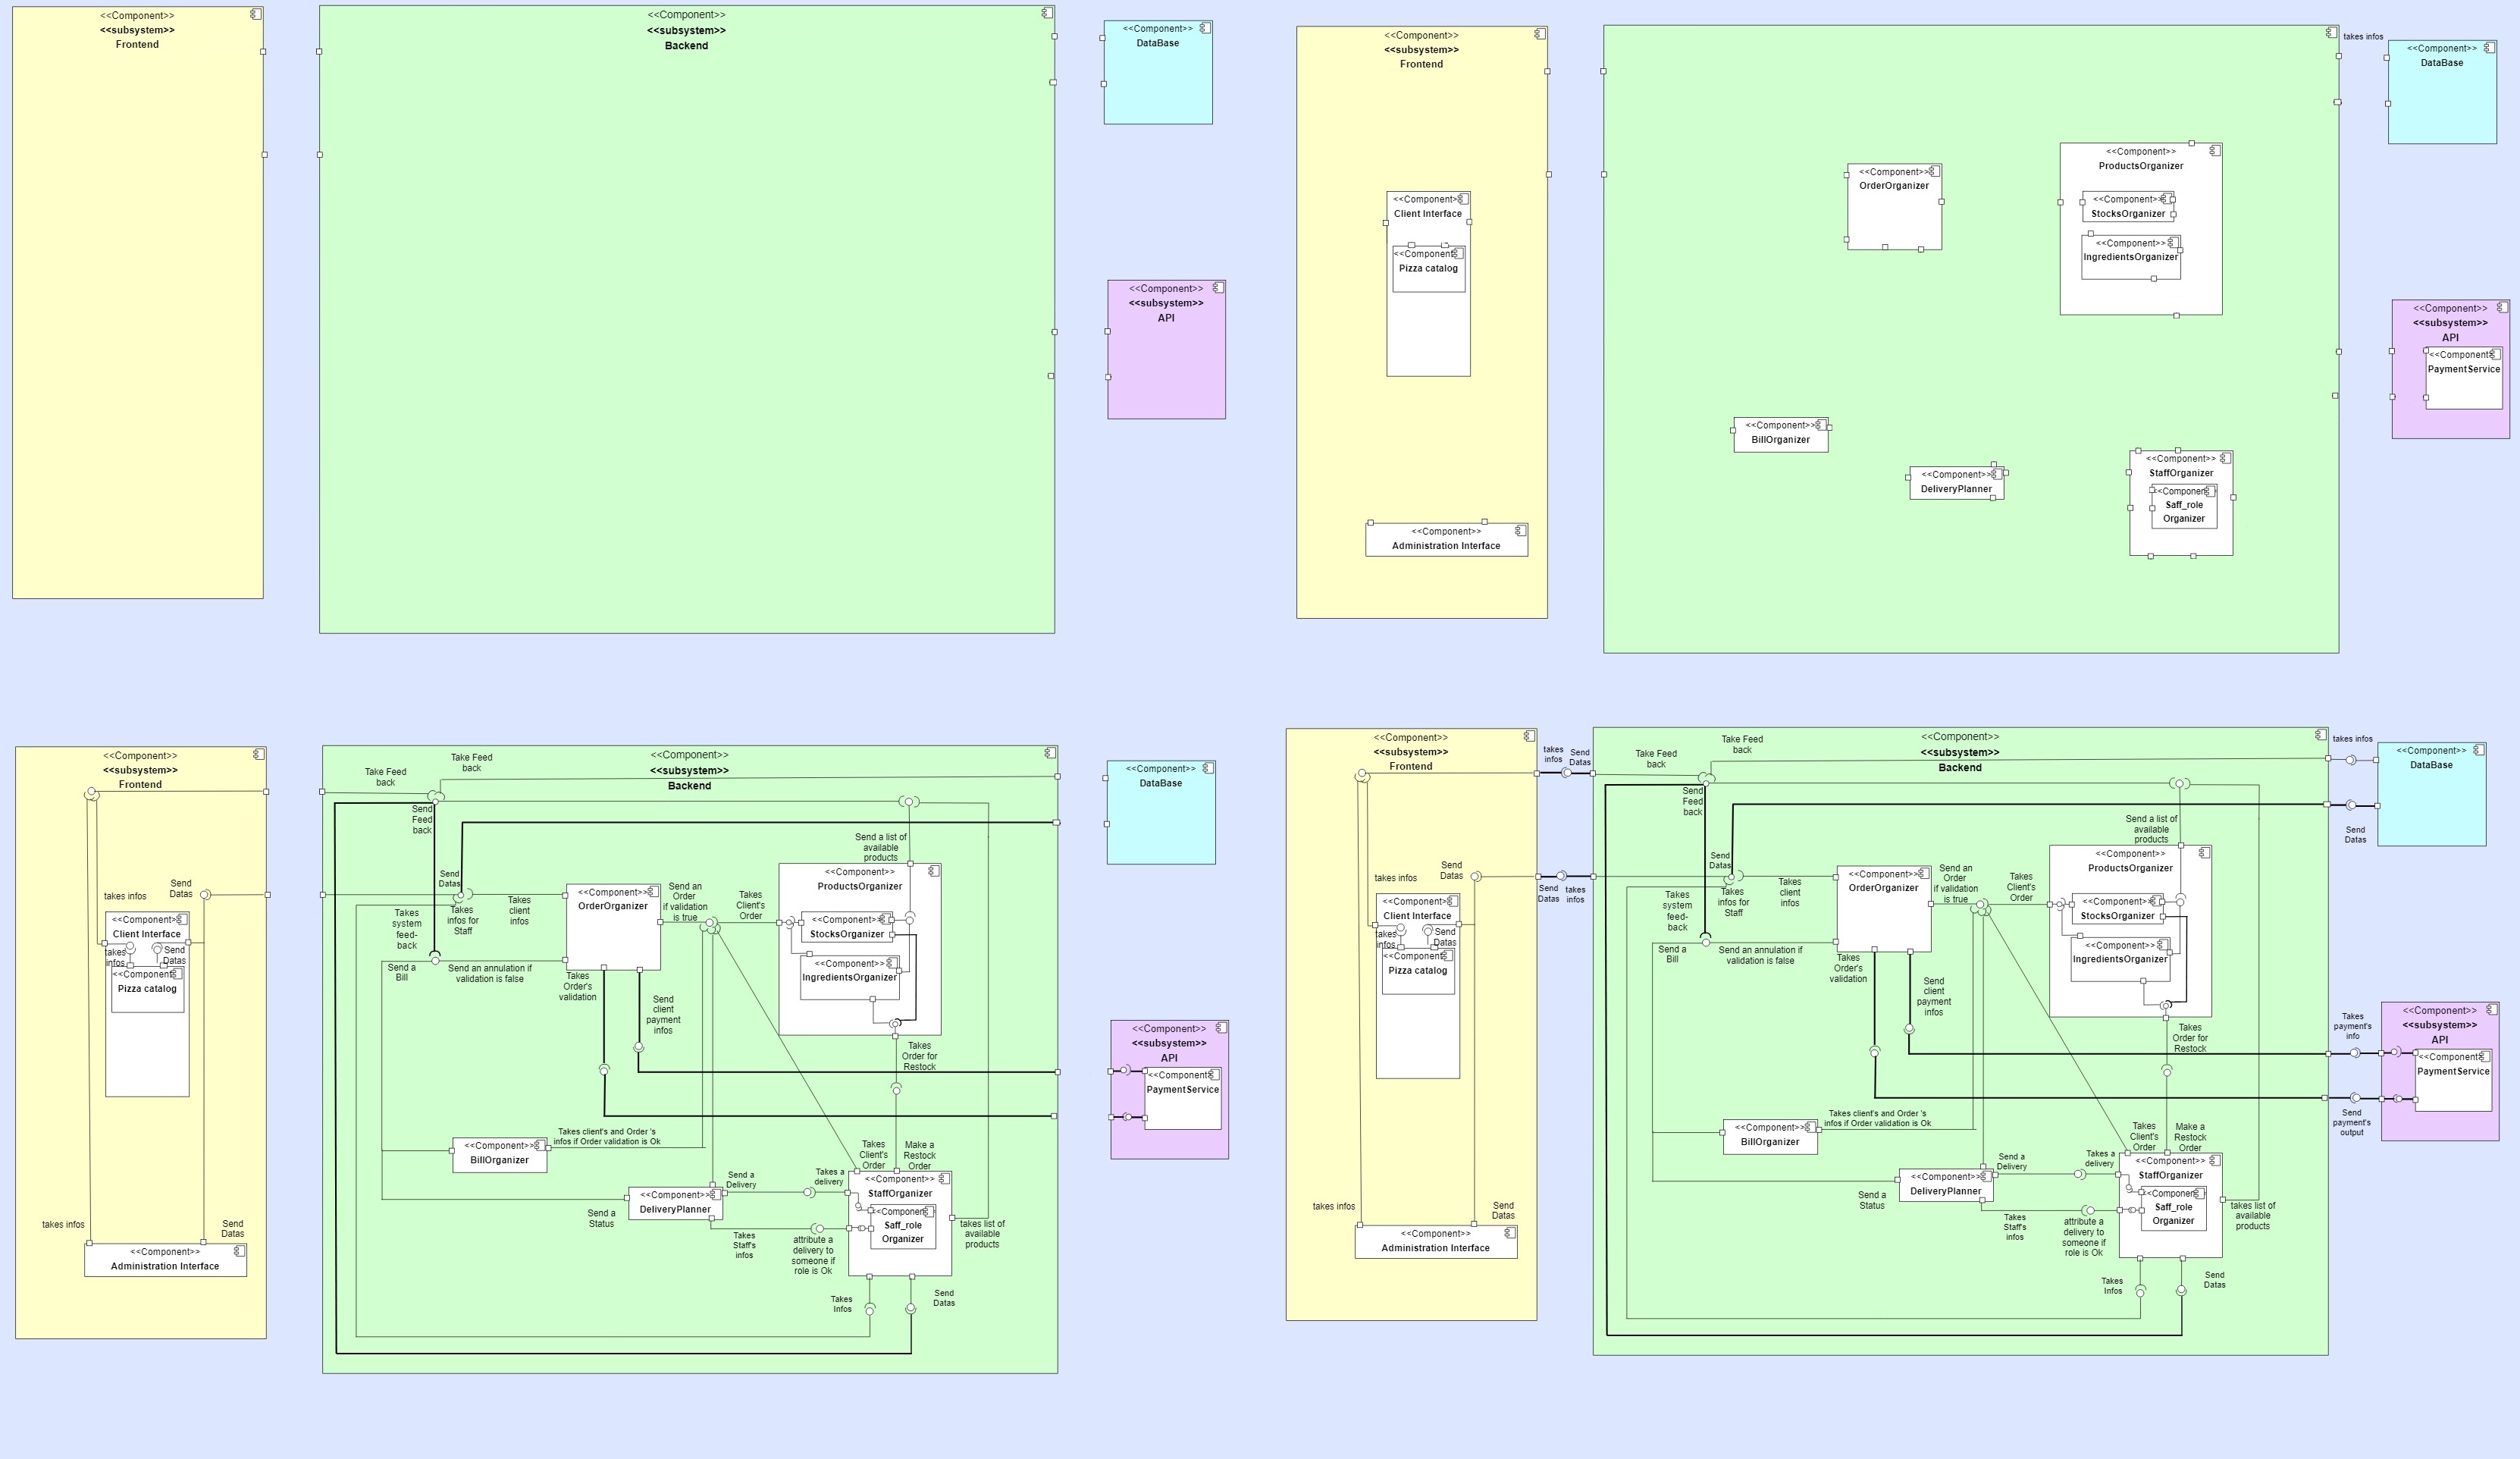 <<Component>>
<<subsystem>>
Frontend
<<Component>>
<<subsystem>>
Backend
<<Component>>
DataBase
<<Component>>
<<subsystem>>
API
<<Component>>
<<subsystem>>
Frontend
<<Component>
Client Interface
<<Component
Pizza catalog
<<Component>>
Administration Interface
<<Component>>
OrderOrganizer
<<Component>>
ProductsOrganizer
<<Component>>
StocksOrganizer
<<Component>>
IngredientsOrganizer
<<Component>>
BillOrganizer
<<Component>>
DeliveryPlanner
<<Component>>
StaffOrganizer
<<Componen
Saff_role
Organizer
takes infos
<<Component>>
DataBase
<<Component>>
<<subsystem>>
API
<<Component
PaymentService
<<Component>>
<<subsystem>>
Frontend
takes infos
Send
Datas
<<Component>
Client Interface
takes
infos
Send
Datas
<<Component
Pizza catalog
takes infos
Send
Datas
<<Component>>
Administration Interface
<<Component>>
<<subsystem>>
Backend
Take Feed
back
Take Feed
back
Send
Feed
back
Send
Datas
Takes
system
feed-
back
Takes
infos for
Staff
Takes
client
infos
Send a
Bill
Send an annulation if
validation is false
<<Component>>
OrderOrganizer
Send an
Order
if validation
is true
Takes
Client's
Order
Send a list of
available
products
<<Component>>
ProductsOrganizer
<<Component>>
StocksOrganizer
<<Component>>
IngredientsOrganizer
Takes
Order's
validation
Send
client
payment
infos
Takes
Order for
Restock
Takes client's and Order 's
infos if Order validation is Ok
<<Component>>
BillOrganizer
Takes
Client's
Order
Make a
Restock
Order
Send a
Delivery
Takes a
delivery
<<Component>>
DeliveryPlanner
Send a
Status
Takes
Staff's
infos
attribute a
delivery to
someone if
role is Ok
<<Component>>
StaffOrganizer
<<Componen
Saff_role
Organizer
takes list of
available
products
Takes
Infos
Send
Datas
<<Component>>
DataBase
<<Component>>
<<subsystem>>
API
<<Component
PaymentService
<<Component>>
<<subsystem>>
Frontend
takes infos
Send
Datas
<<Component>
Client Interface
takes
infos
Send
Datas
<<Component
Pizza catalog
takes infos
Send
Datas
<<Component>>
Administration Interface
takes
infos
Send
Datas
Send
Datas
takes
infos
<<Component>>
<<subsystem>>
Backend
Take Feed
back
Take Feed
back
Send
Feed
back
Send
Datas
Takes
system
feed-
back
Takes
infos for
Staff
Takes
client
infos
Send a
Bill
Send an annulation if
validation is false
<<Component>>
OrderOrganizer
Send an
Order
if validation
is true
Takes
Client's
Order
Send a list of
available
products
<<Component>>
ProductsOrganizer
<<Component>>
StocksOrganizer
<<Component>>
IngredientsOrganizer
Takes
Order's
validation
Send
client
payment
infos
Takes
Order for
Restock
Takes client's and Order 's
infos if Order validation is Ok
<<Component>>
BillOrganizer
Takes
Client's
Order
Make a
Restock
Order
Send a
Delivery
Takes a
delivery
<<Component>>
DeliveryPlanner
Send a
Status
Takes
Staff's
infos
attribute a
delivery to
someone if
role is Ok
<<Component>>
StaffOrganizer
<<Componen
Saff_role
Organizer
takes list of
available
products
Takes
Infos
Send
Datas
takes infos
Send
Datas
<<Component>>
DataBase
Takes
payment's
info
Send
payment's
output
<<Component>>
<<subsystem>>
API
<<Component
PaymentService